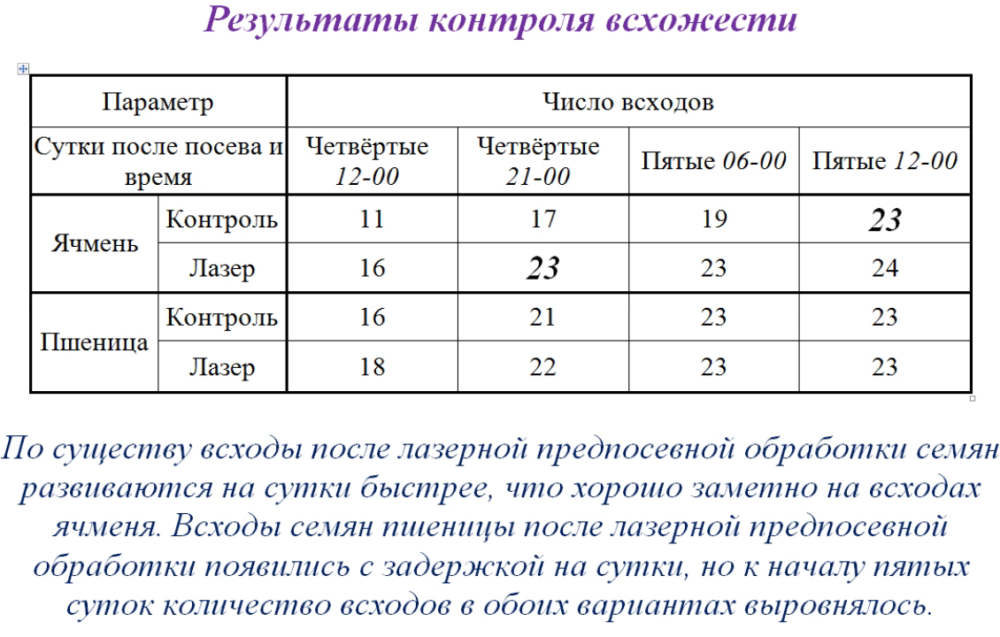 Результаты контроля всхожести
Параметр Число всходов
Сутки после посева и время Четвёртые 12-00 Четвёртые 21-00 Пятые 06-00 Пятые 12-00
Ячмень Контроль 11 17 19 23
Лазер 16 23 23 24
Пшеница Контроль 16 21 23 23
Лазер 18 22 23 23
По существу всходы после лазерной предпосевной обработки семян
развиваются на сутки быстрее, что хорошо заметно на всходах
ячменя. Всходы семян пшеницы после лазерной предпосевной
обработки появились с задержкой на сутки, но к началу пятых
суток количество всходов в обоих вариантах выровнялось.